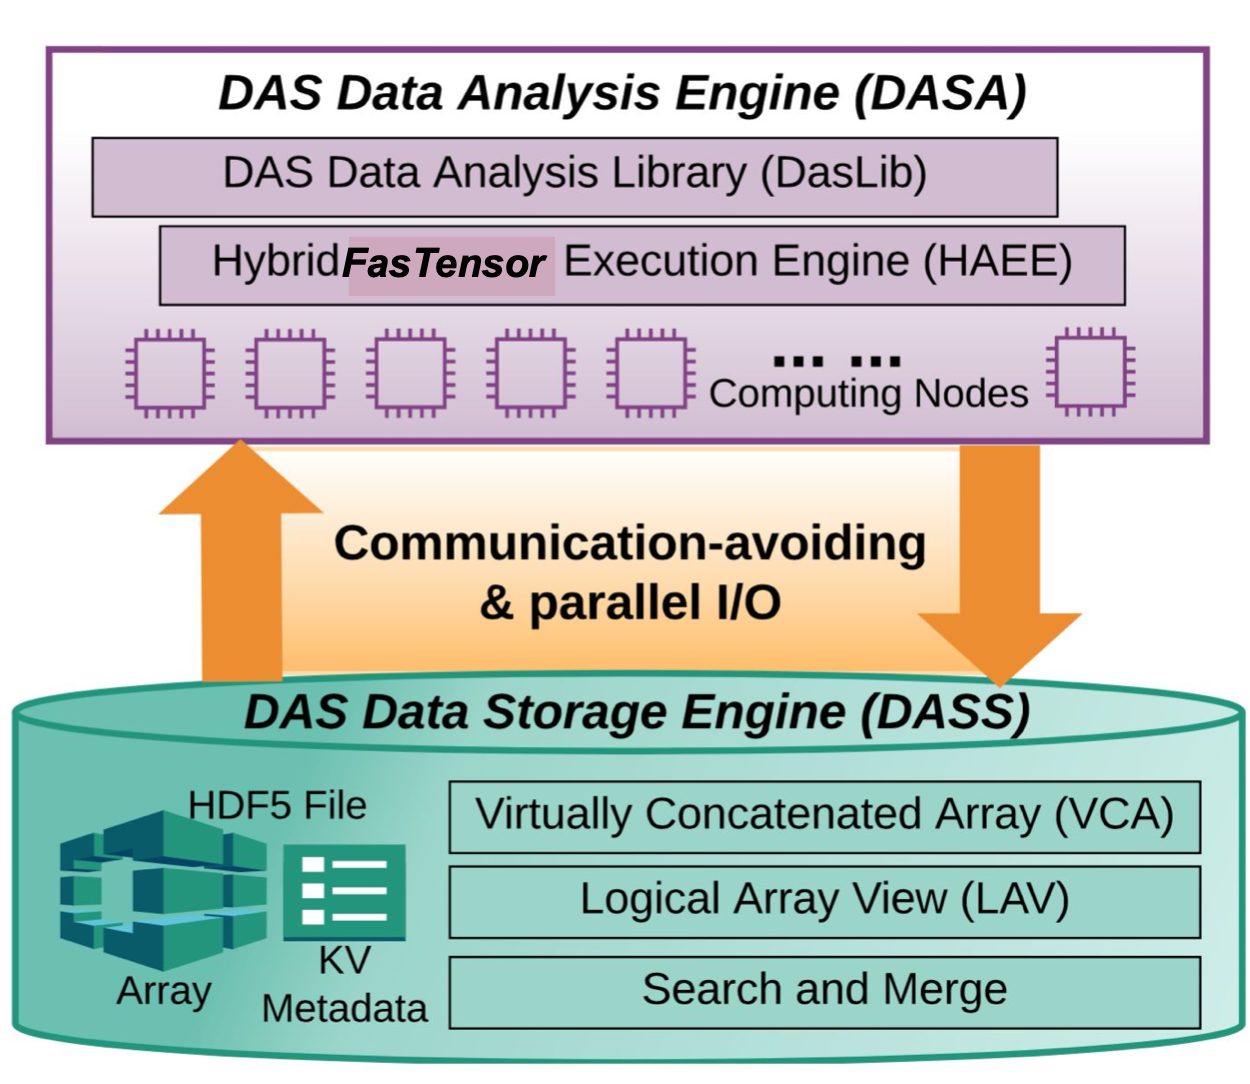 DAS Data Analysis Engine (DASA)
DAS Data Analysis Library (DasLib)
Hybrid FasTensor Execution Engine (HAEE)
... ...
Computing Nodes
Communication-avoiding
& parallel I/O
DAS Data Storage Engine (DASS)
HDF5 File
Array
KV
Metadata
Virtually Concatenated Array (VCA)
Logical Array View (LAV)
Search and Merge